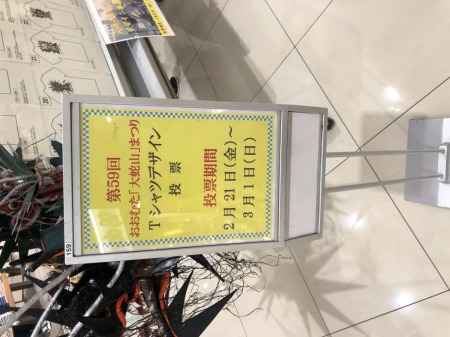 第59回
おおむた「大蛇山」まつり
Tシャツデザイン
投票
投票期間
2月21日(金)～
3月1日(日)
159